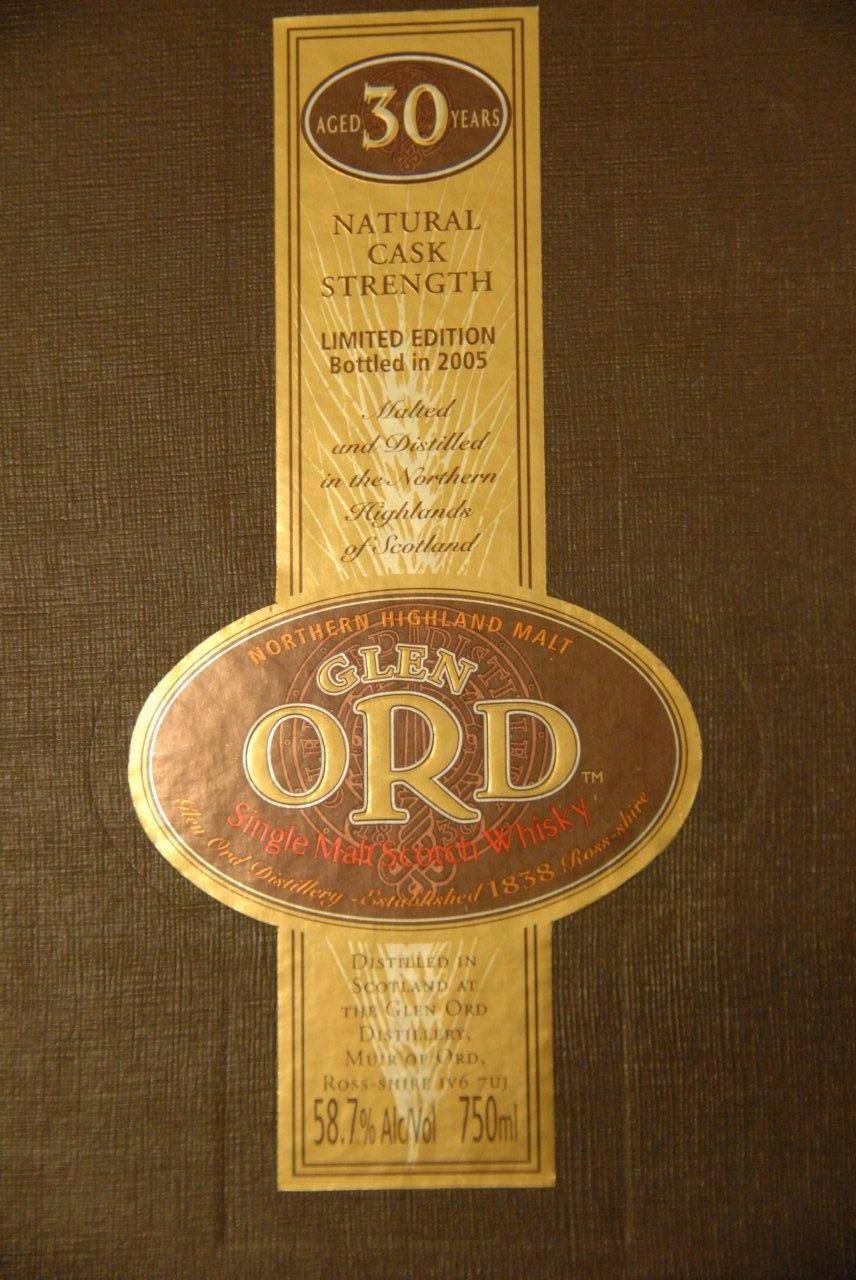 AGED 30 YEARS
NATURAL
CASK
STRENGTH
LIMITED EDITION
Bottled in 2005
Malted
and Distilled
in the Northern
Highlands
of Scotland
NORTHERN HIGHLAND MALT
GLEN
ORD™
Single Malt Scotch Whisky
Glen Ord Distillery - Established 1838 Ross-shire
DISTILLED IN
SCOTLAND AT
THE GLEN ORD
DISTILLERY,
MUIR OF ORD,
ROSS-SHIRE IV6 7UJ
58.7% Alc/Vol 750ml